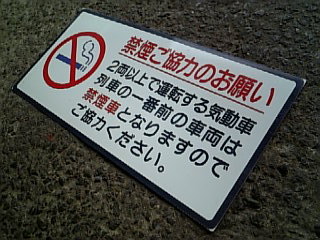 禁煙ご協力のお願い
2両以上で運転する気動車
列車の一番前の車両は
禁煙車となりますので
ご協力ください。